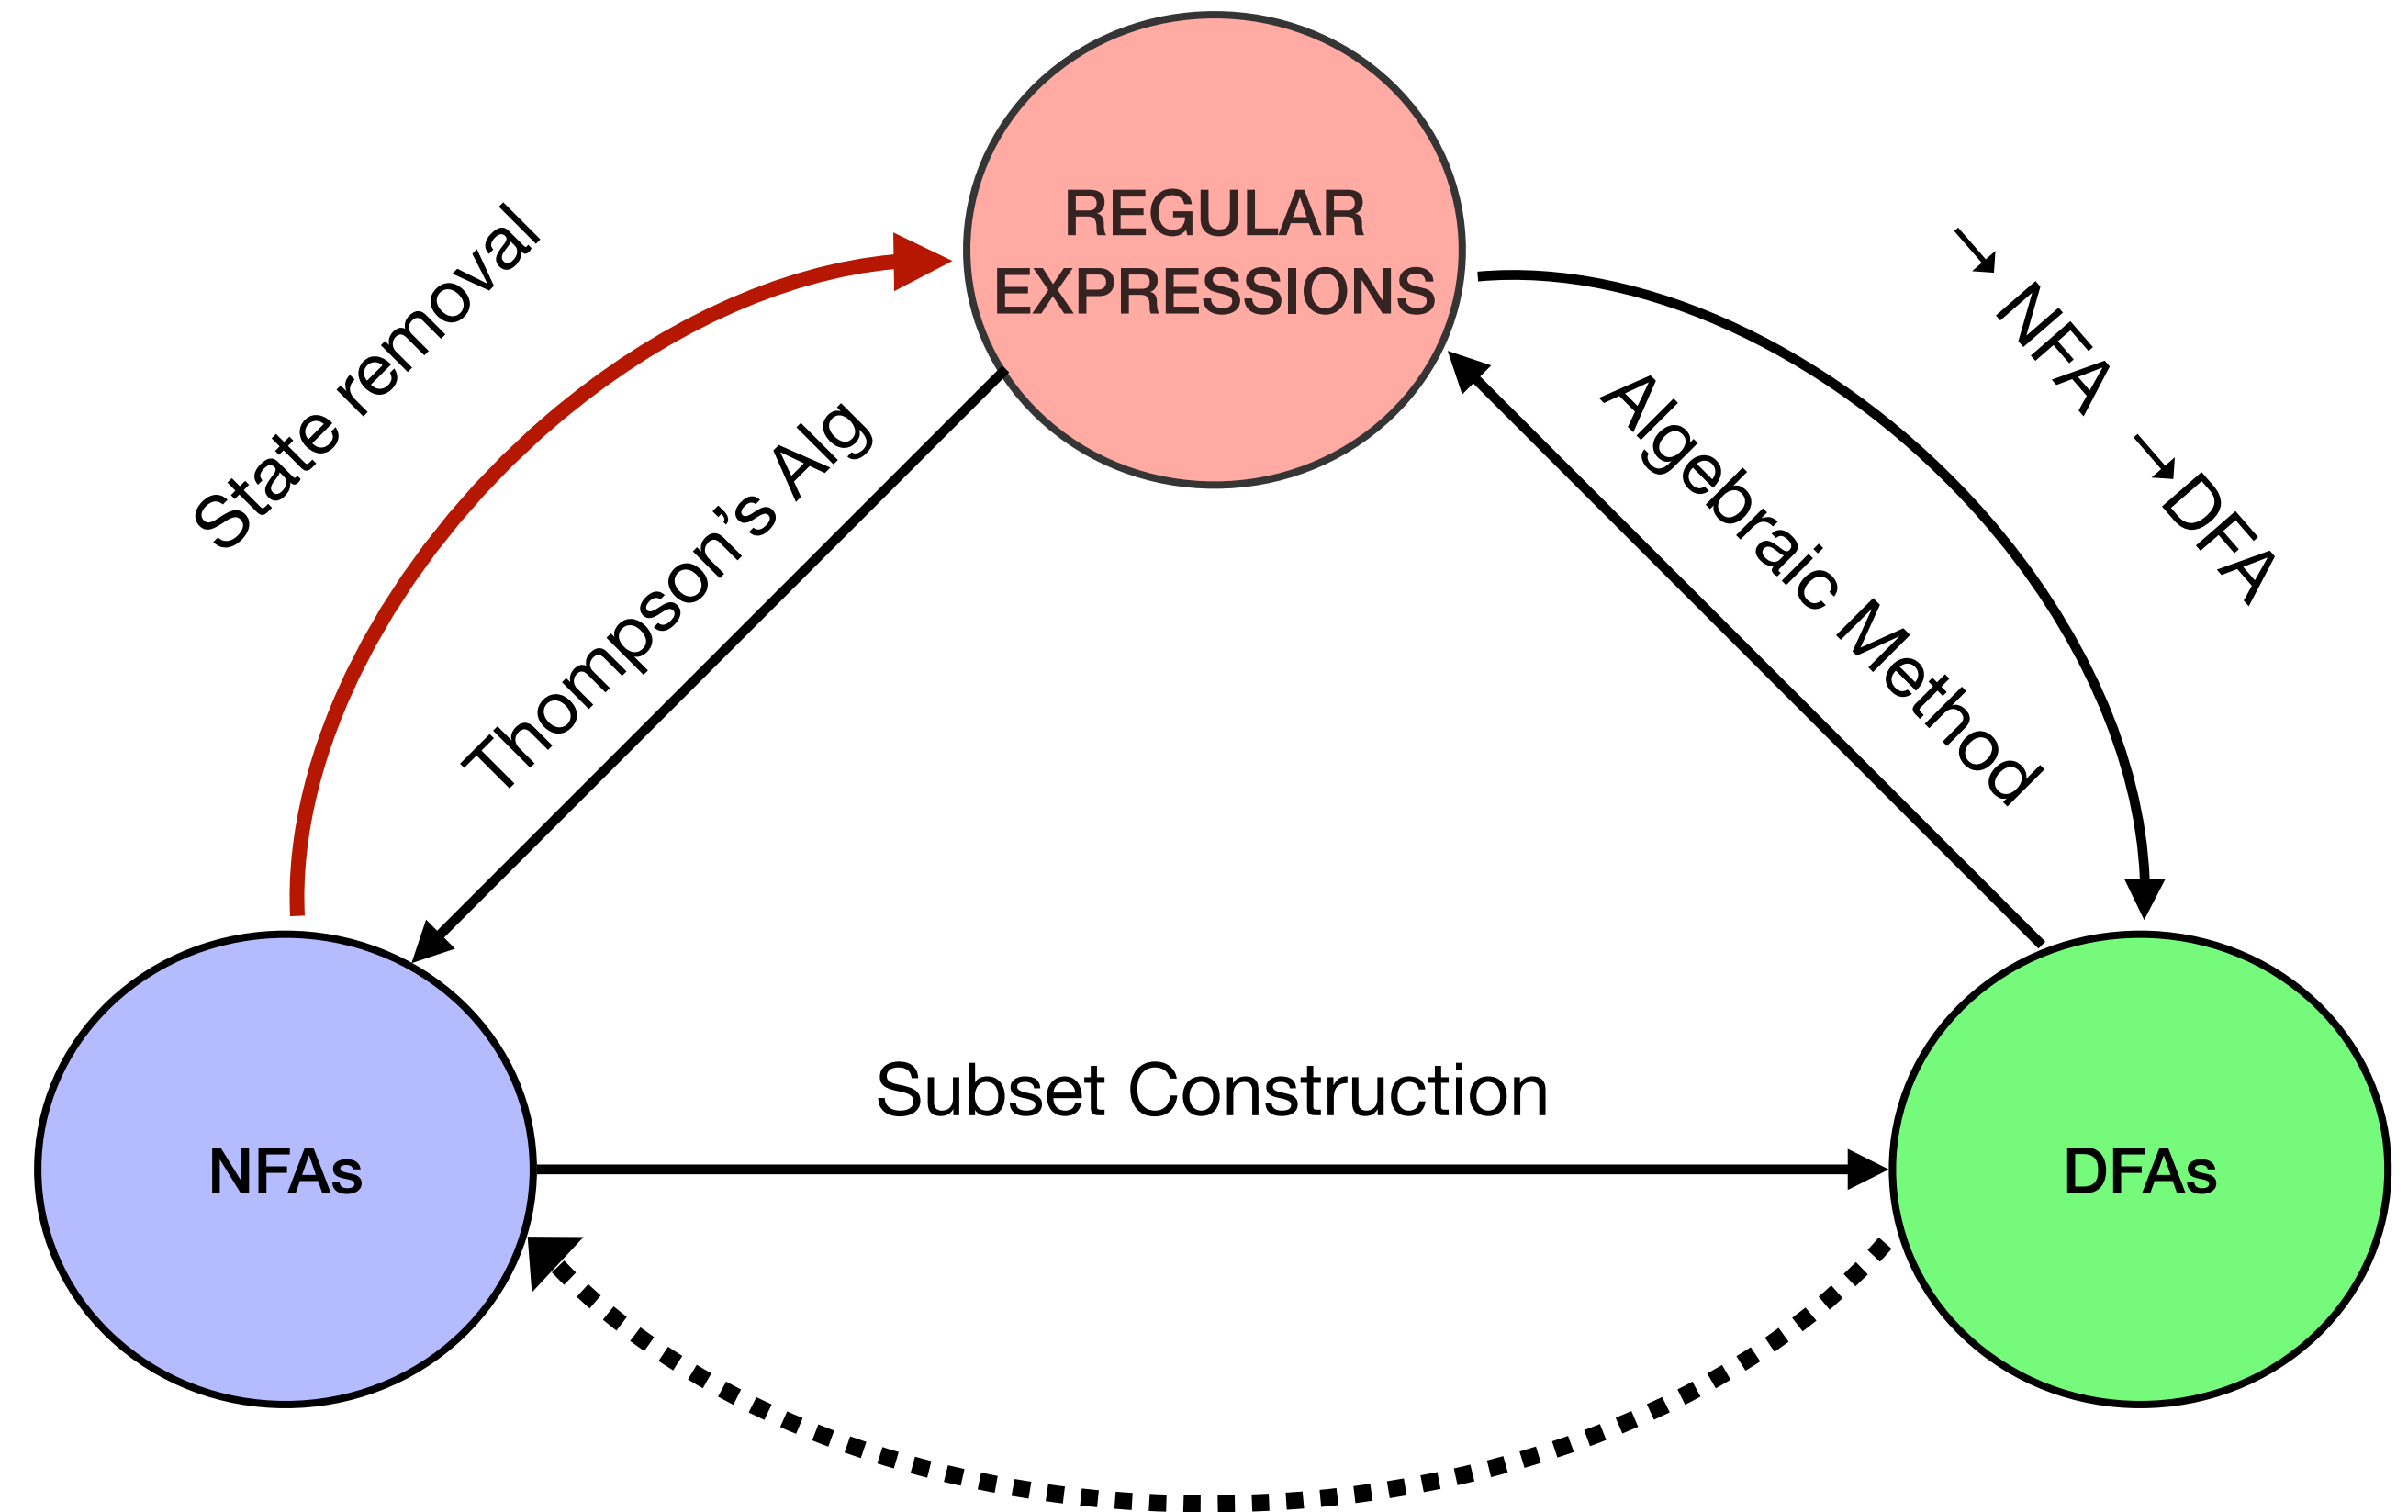 REGULAR
EXPRESSIONS
State removal
Thompson's Alg
→ NFA →DFA
Algebraic Method
Subset Construction
NFAs
DFAs